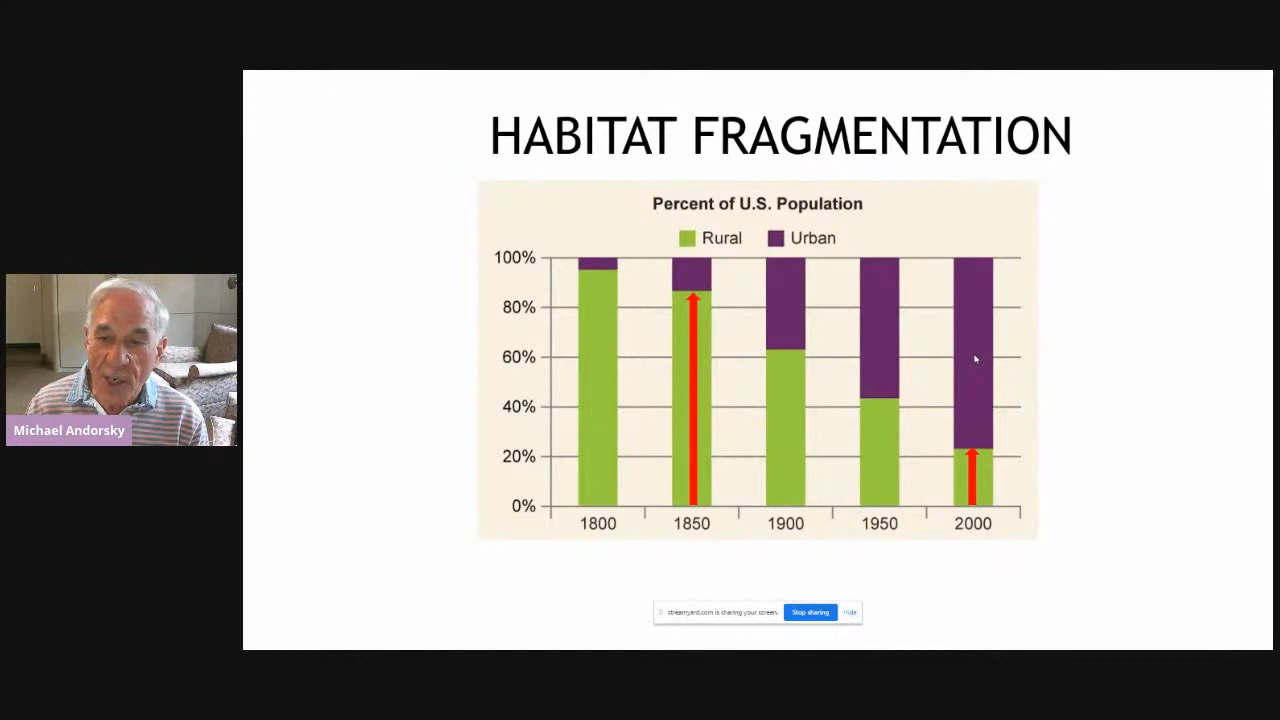 HABITAT FRAGMENTATION
Percent of U.S. Population
Rural Urban
100%
80%
60%
40%
20%
0%
1800 1850 1900 1950 2000
Michael Andorsky
streamyard.com is sharing your screen. Stop sharing Hide